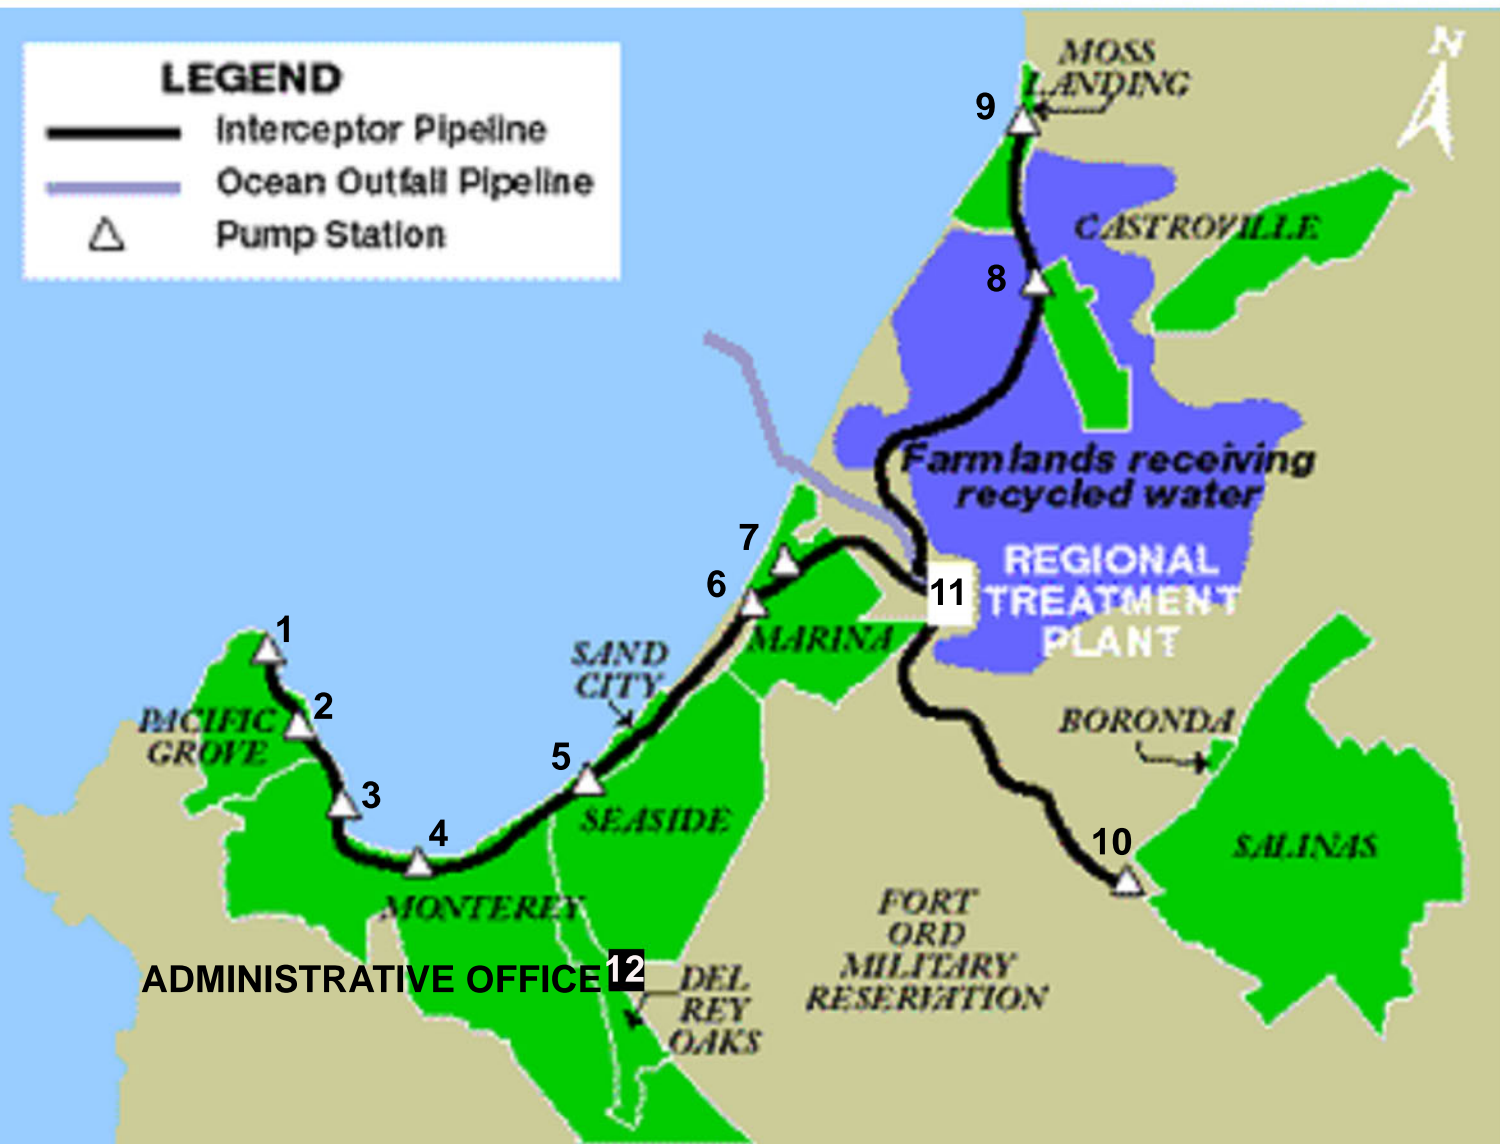 LEGEND
Interceptor Pipeline
Ocean Outfall Pipeline
Pump Station
N
MOSS
LANDING
9
CASTROVILLE
8
Farmlands receiving
recycled water
7
6
11
REGIONAL
TREATMENT
PLANT
MARINA
1
SAND
CITY
2
PACIFIC
GROVE
BORONDA
5
3
SEASIDE
4
10
SALINAS
MONTEREY
FORT
ORD
MILITARY
RESERVATION
ADMINISTRATIVE OFFICE 12
DEL
REY
OAKS